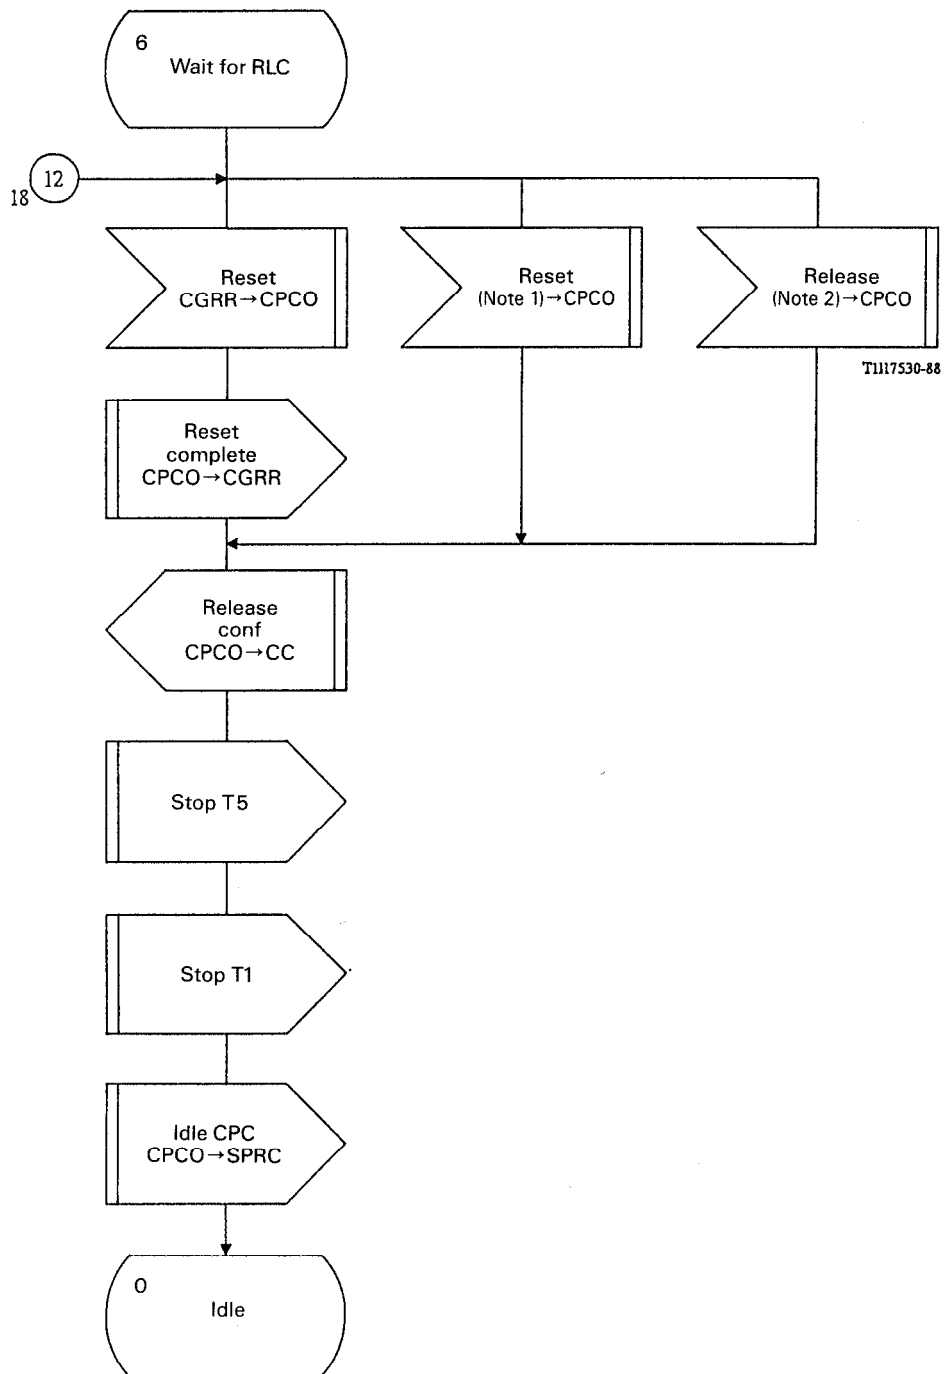 6
Wait for RLC
12
18
Reset
CGRR→CPCO
Reset
(Note 1)→CPCO
Release
(Note 2)→CPCO
T1117530-88
Reset
complete
CPCO→CGRR
Release
conf
CPCO→CC
Stop T5
Stop T1
Idle CPC
CPCO→SPRC
0
Idle